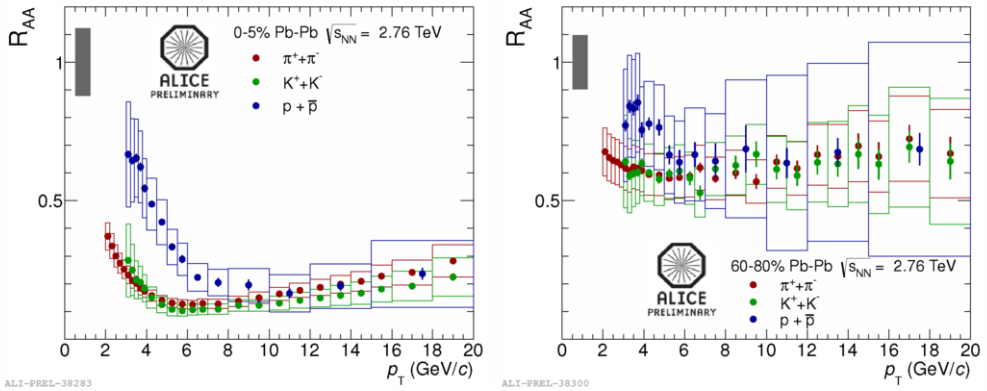 R_AA
1
0.5
0-5% Pb-Pb √s_NN = 2.76 TeV
π⁺+π⁻
K⁺+K⁻
p + p̅
ALICE
PRELIMINARY
0 2 4 6 8 10 12 14 16 18 20
p_T (GeV/c)
ALI-PREL-38283
R_AA
1
0.5
60-80% Pb-Pb √s_NN = 2.76 TeV
π⁺+π⁻
K⁺+K⁻
p + p̅
ALICE
PRELIMINARY
0 2 4 6 8 10 12 14 16 18 20
p_T (GeV/c)
ALI-PREL-38300